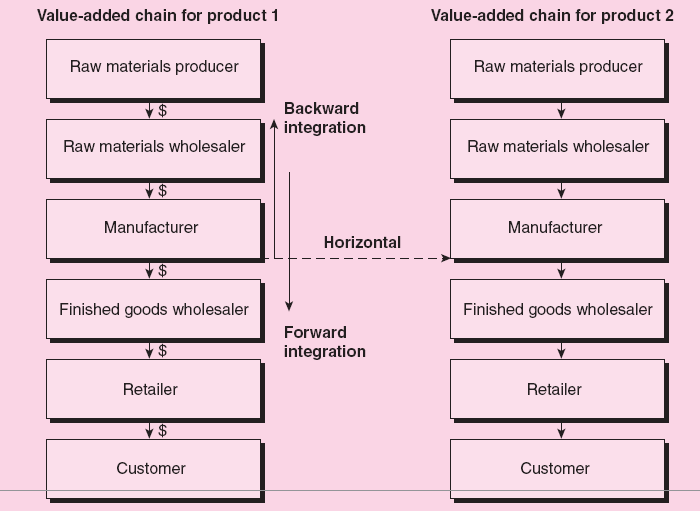 Value-added chain for product 1
Raw materials producer
$
Raw materials wholesaler
$
Manufacturer
$
Finished goods wholesaler
$
Retailer
$
Customer
Backward
integration
Horizontal
Forward
integration
Value-added chain for product 2
Raw materials producer
Raw materials wholesaler
Manufacturer
Finished goods wholesaler
Retailer
Customer